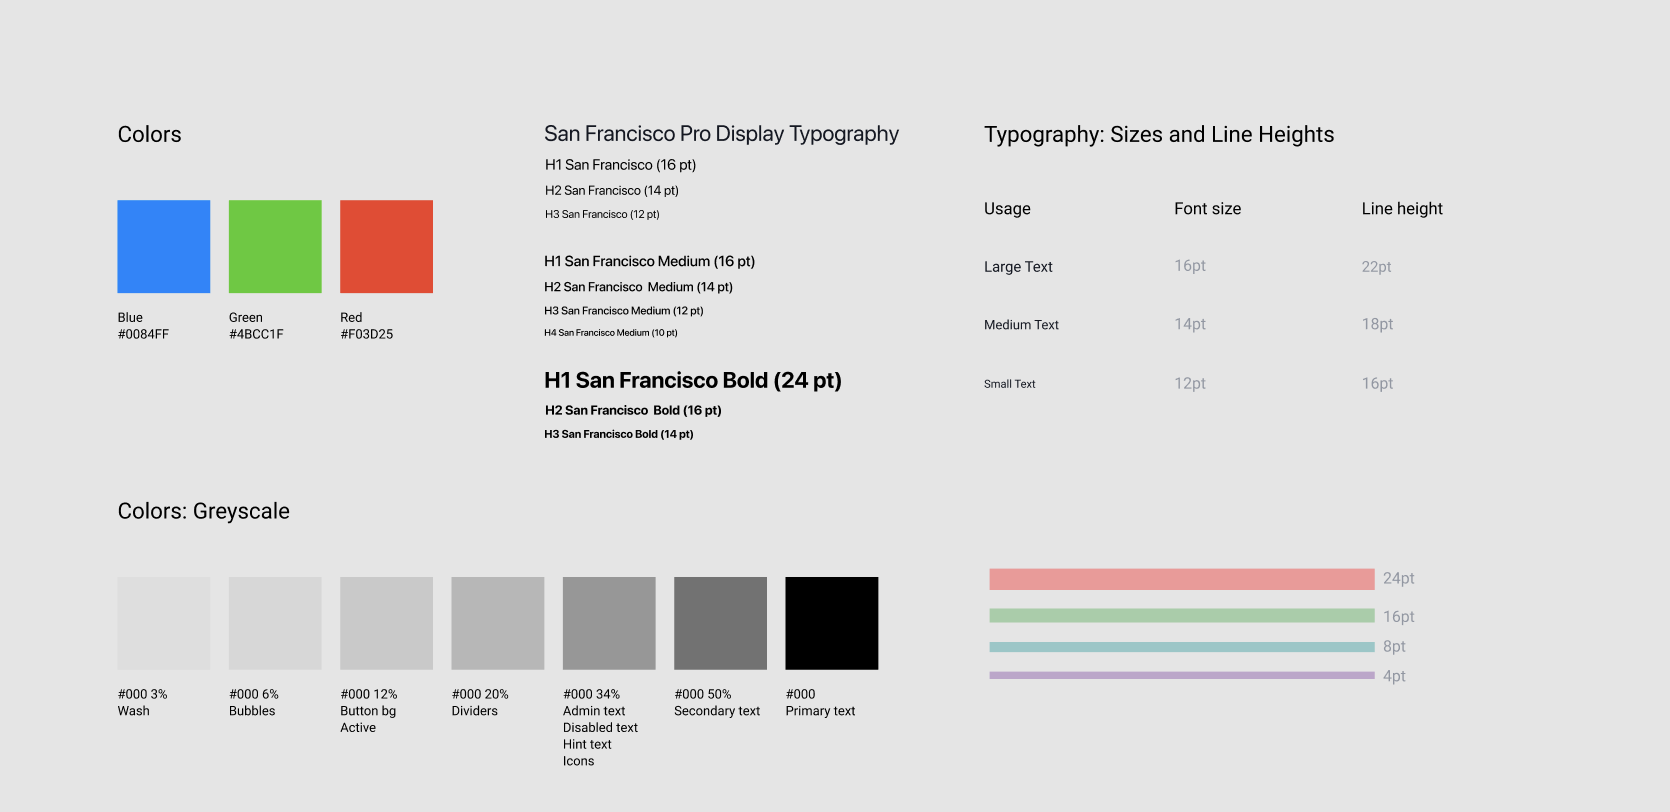 Colors
Blue
#0084FF
Green
#4BCC1F
Red
#F03D25
San Francisco Pro Display Typography
H1 San Francisco (16 pt)
H2 San Francisco (14 pt)
H3 San Francisco (12 pt)
H1 San Francisco Medium (16 pt)
H2 San Francisco  Medium (14 pt)
H3 San Francisco Medium (12 pt)
H4 San Francisco Medium (10 pt)
H1 San Francisco Bold (24 pt)
H2 San Francisco  Bold (16 pt)
H3 San Francisco Bold (14 pt)
Typography: Sizes and Line Heights
Usage Font size Line height
Large Text 16pt 22pt
Medium Text 14pt 18pt
Small Text 12pt 16pt
Colors: Greyscale
#000 3%
Wash
#000 6%
Bubbles
#000 12%
Button bg
Active
#000 20%
Dividers
#000 34%
Admin text
Disabled text
Hint text
Icons
#000 50%
Secondary text
#000
Primary text
24pt
16pt
8pt
4pt